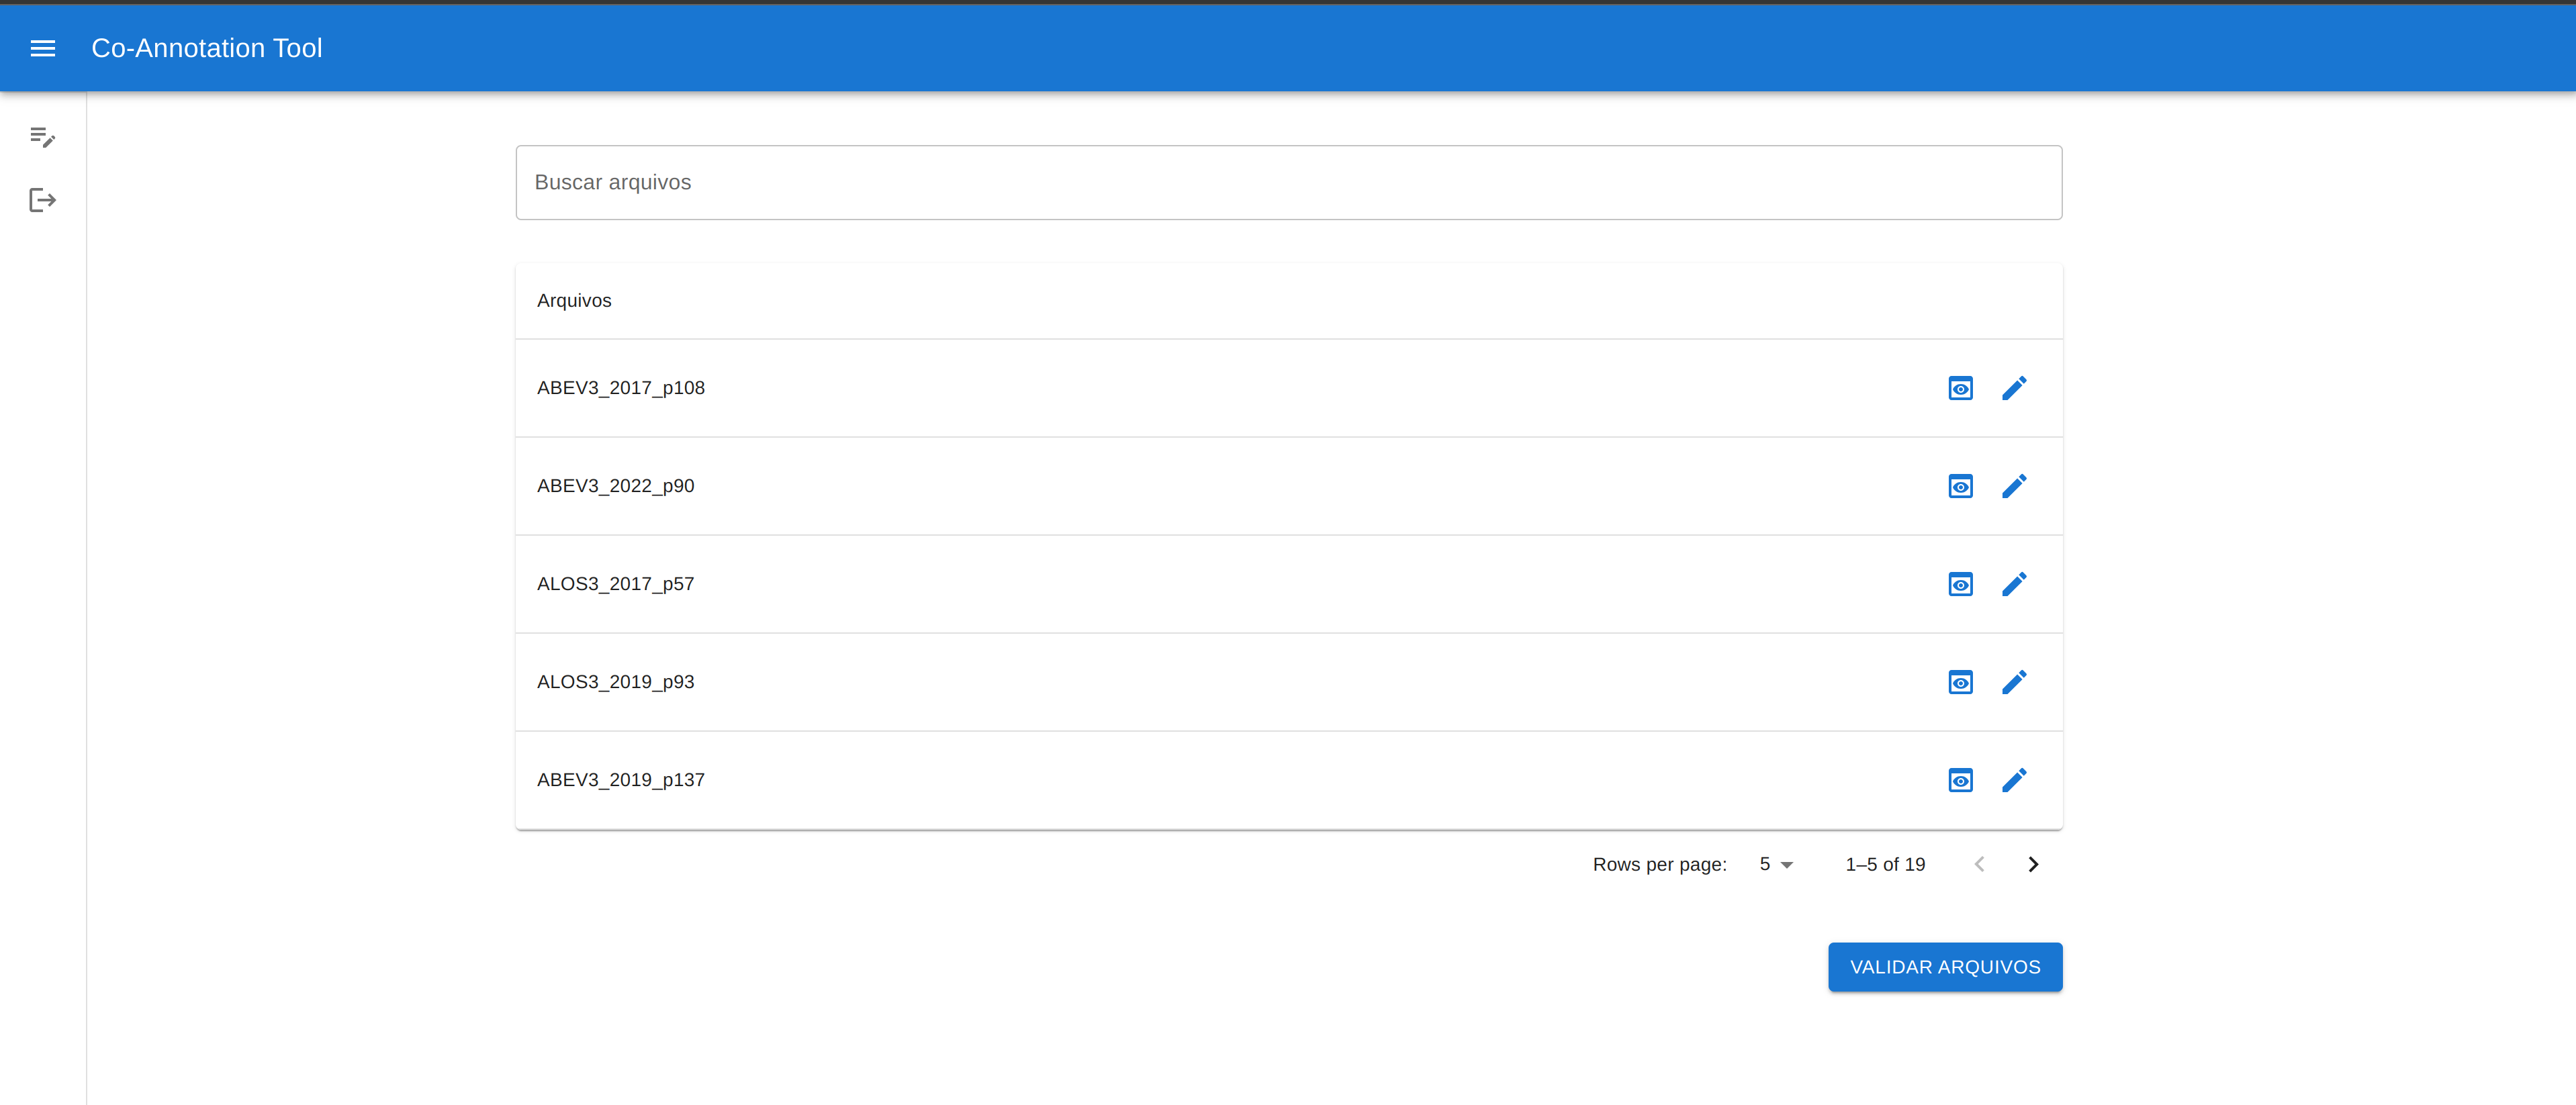 Co-Annotation Tool
Buscar arquivos
Arquivos
ABEV3_2017_p108
ABEV3_2022_p90
ALOS3_2017_p57
ALOS3_2019_p93
ABEV3_2019_p137
Rows per page: 5 1–5 of 19
VALIDAR ARQUIVOS